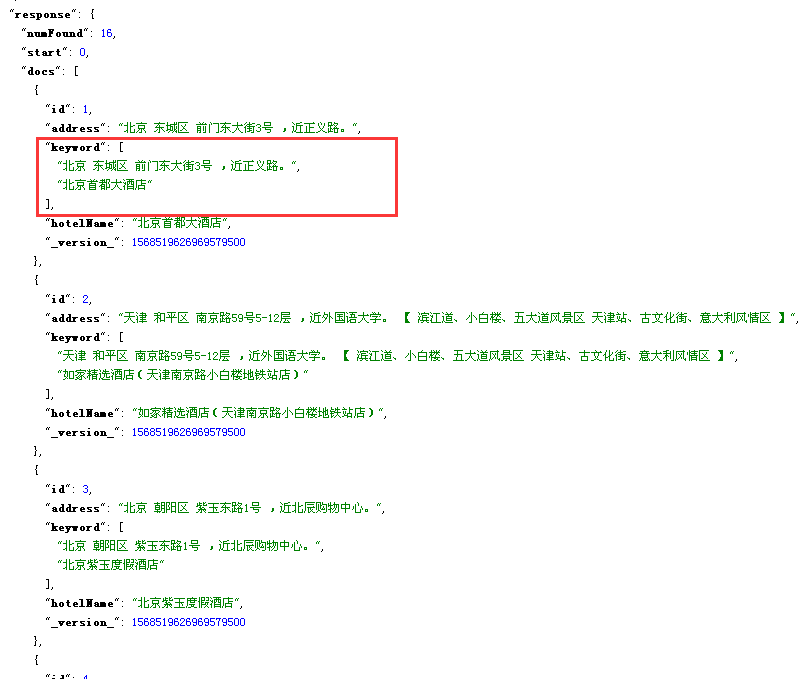 "response": {
"numFound": 16,
"start": 0,
"docs": [
{
"id": 1,
"address": "北京 东城区 前门东大街3号 ，近正义路。",
"keyword": [
"北京 东城区 前门东大街3号 ，近正义路。",
"北京首都大酒店"
],
"hotelName": "北京首都大酒店",
"_version_": 1568519626969579500
},
{
"id": 2,
"address": "天津 和平区 南京路59号5-12层 ，近外国语大学。 【 滨江道、小白楼、五大道风景区 天津站、古文化街、意大利风情区 】",
"keyword": [
"天津 和平区 南京路59号5-12层 ，近外国语大学。 【 滨江道、小白楼、五大道风景区 天津站、古文化街、意大利风情区 】",
"如家精选酒店（天津南京路小白楼地铁站店）"
],
"hotelName": "如家精选酒店（天津南京路小白楼地铁站店）",
"_version_": 1568519626969579500
},
{
"id": 3,
"address": "北京 朝阳区 紫玉东路1号 ，近北辰购物中心。",
"keyword": [
"北京 朝阳区 紫玉东路1号 ，近北辰购物中心。",
"北京紫玉度假酒店"
],
"hotelName": "北京紫玉度假酒店",
"_version_": 1568519626969579500
},
{